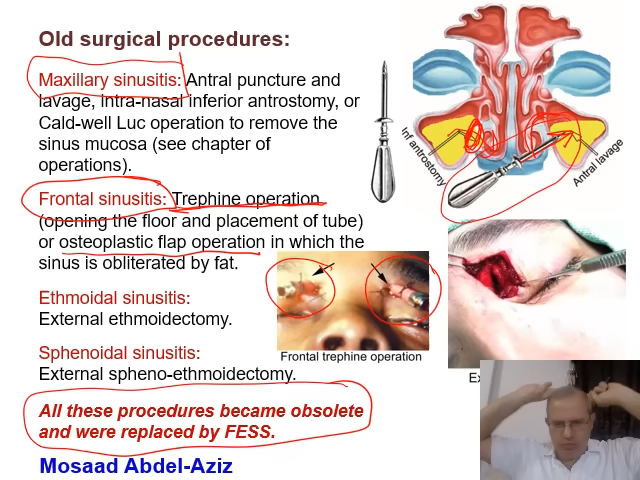 Old surgical procedures:
Maxillary sinusitis: Antral puncture and
lavage, intra-nasal inferior antrostomy, or
Cald-well Luc operation to remove the
sinus mucosa (see chapter of
operations).
Frontal sinusitis: Trephine operation
(opening the floor and placement of tube)
or osteoplastic flap operation in which the
sinus is obliterated by fat.
Ethmoidal sinusitis:
External ethmoidectomy.
Sphenoidal sinusitis:
External spheno-ethmoidectomy.
All these procedures became obsolete
and were replaced by FESS.
Mosaad Abdel-Aziz
Inf antrostomy
Antral lavage
Frontal trephine operation